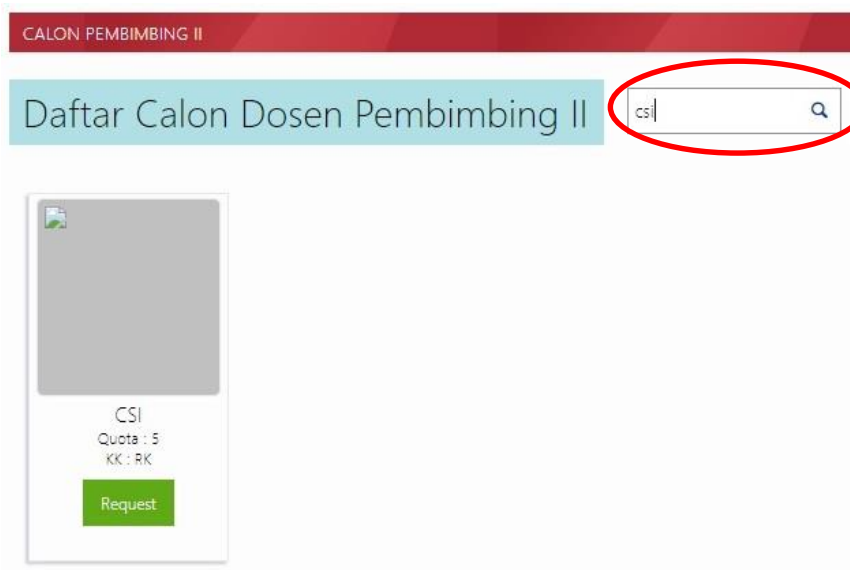 CALON PEMBIMBING II
Daftar Calon Dosen Pembimbing II
csi
CSI
Quota : 5
KK : RK
Request